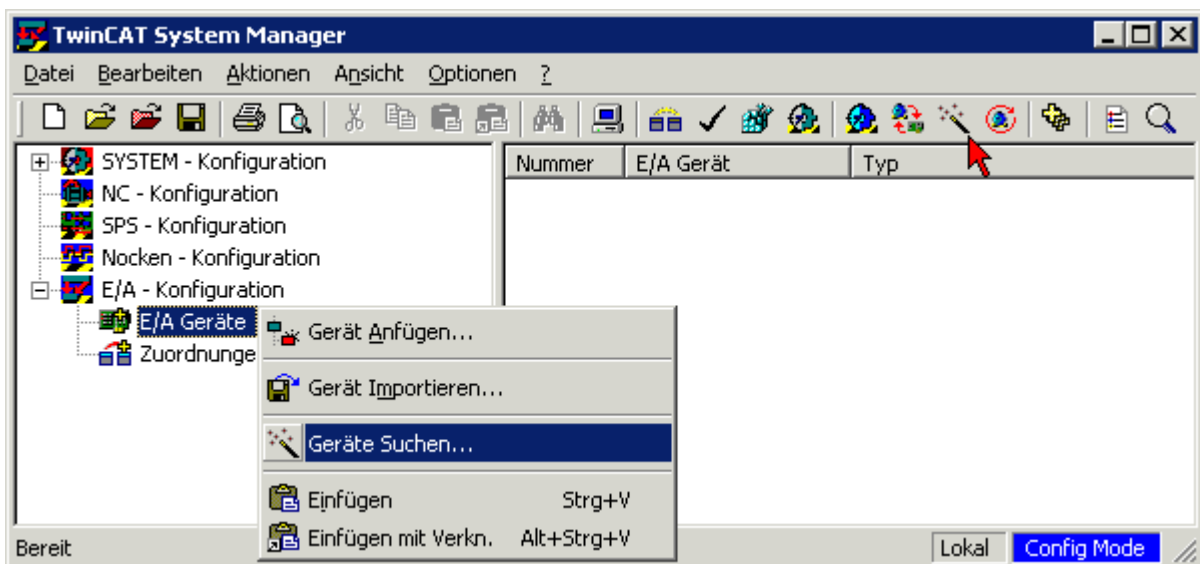 TwinCAT System Manager
Datei Bearbeiten Aktionen Ansicht Optionen ?
SYSTEM - Konfiguration
NC - Konfiguration
SPS - Konfiguration
Nocken - Konfiguration
E/A - Konfiguration
E/A Geräte
Zuordnunge
Nummer E/A Gerät Typ
Gerät Anfügen...
Gerät Importieren...
Geräte Suchen...
Einfügen Strg+V
Einfügen mit Verkn. Alt+Strg+V
Bereit Lokal Config Mode